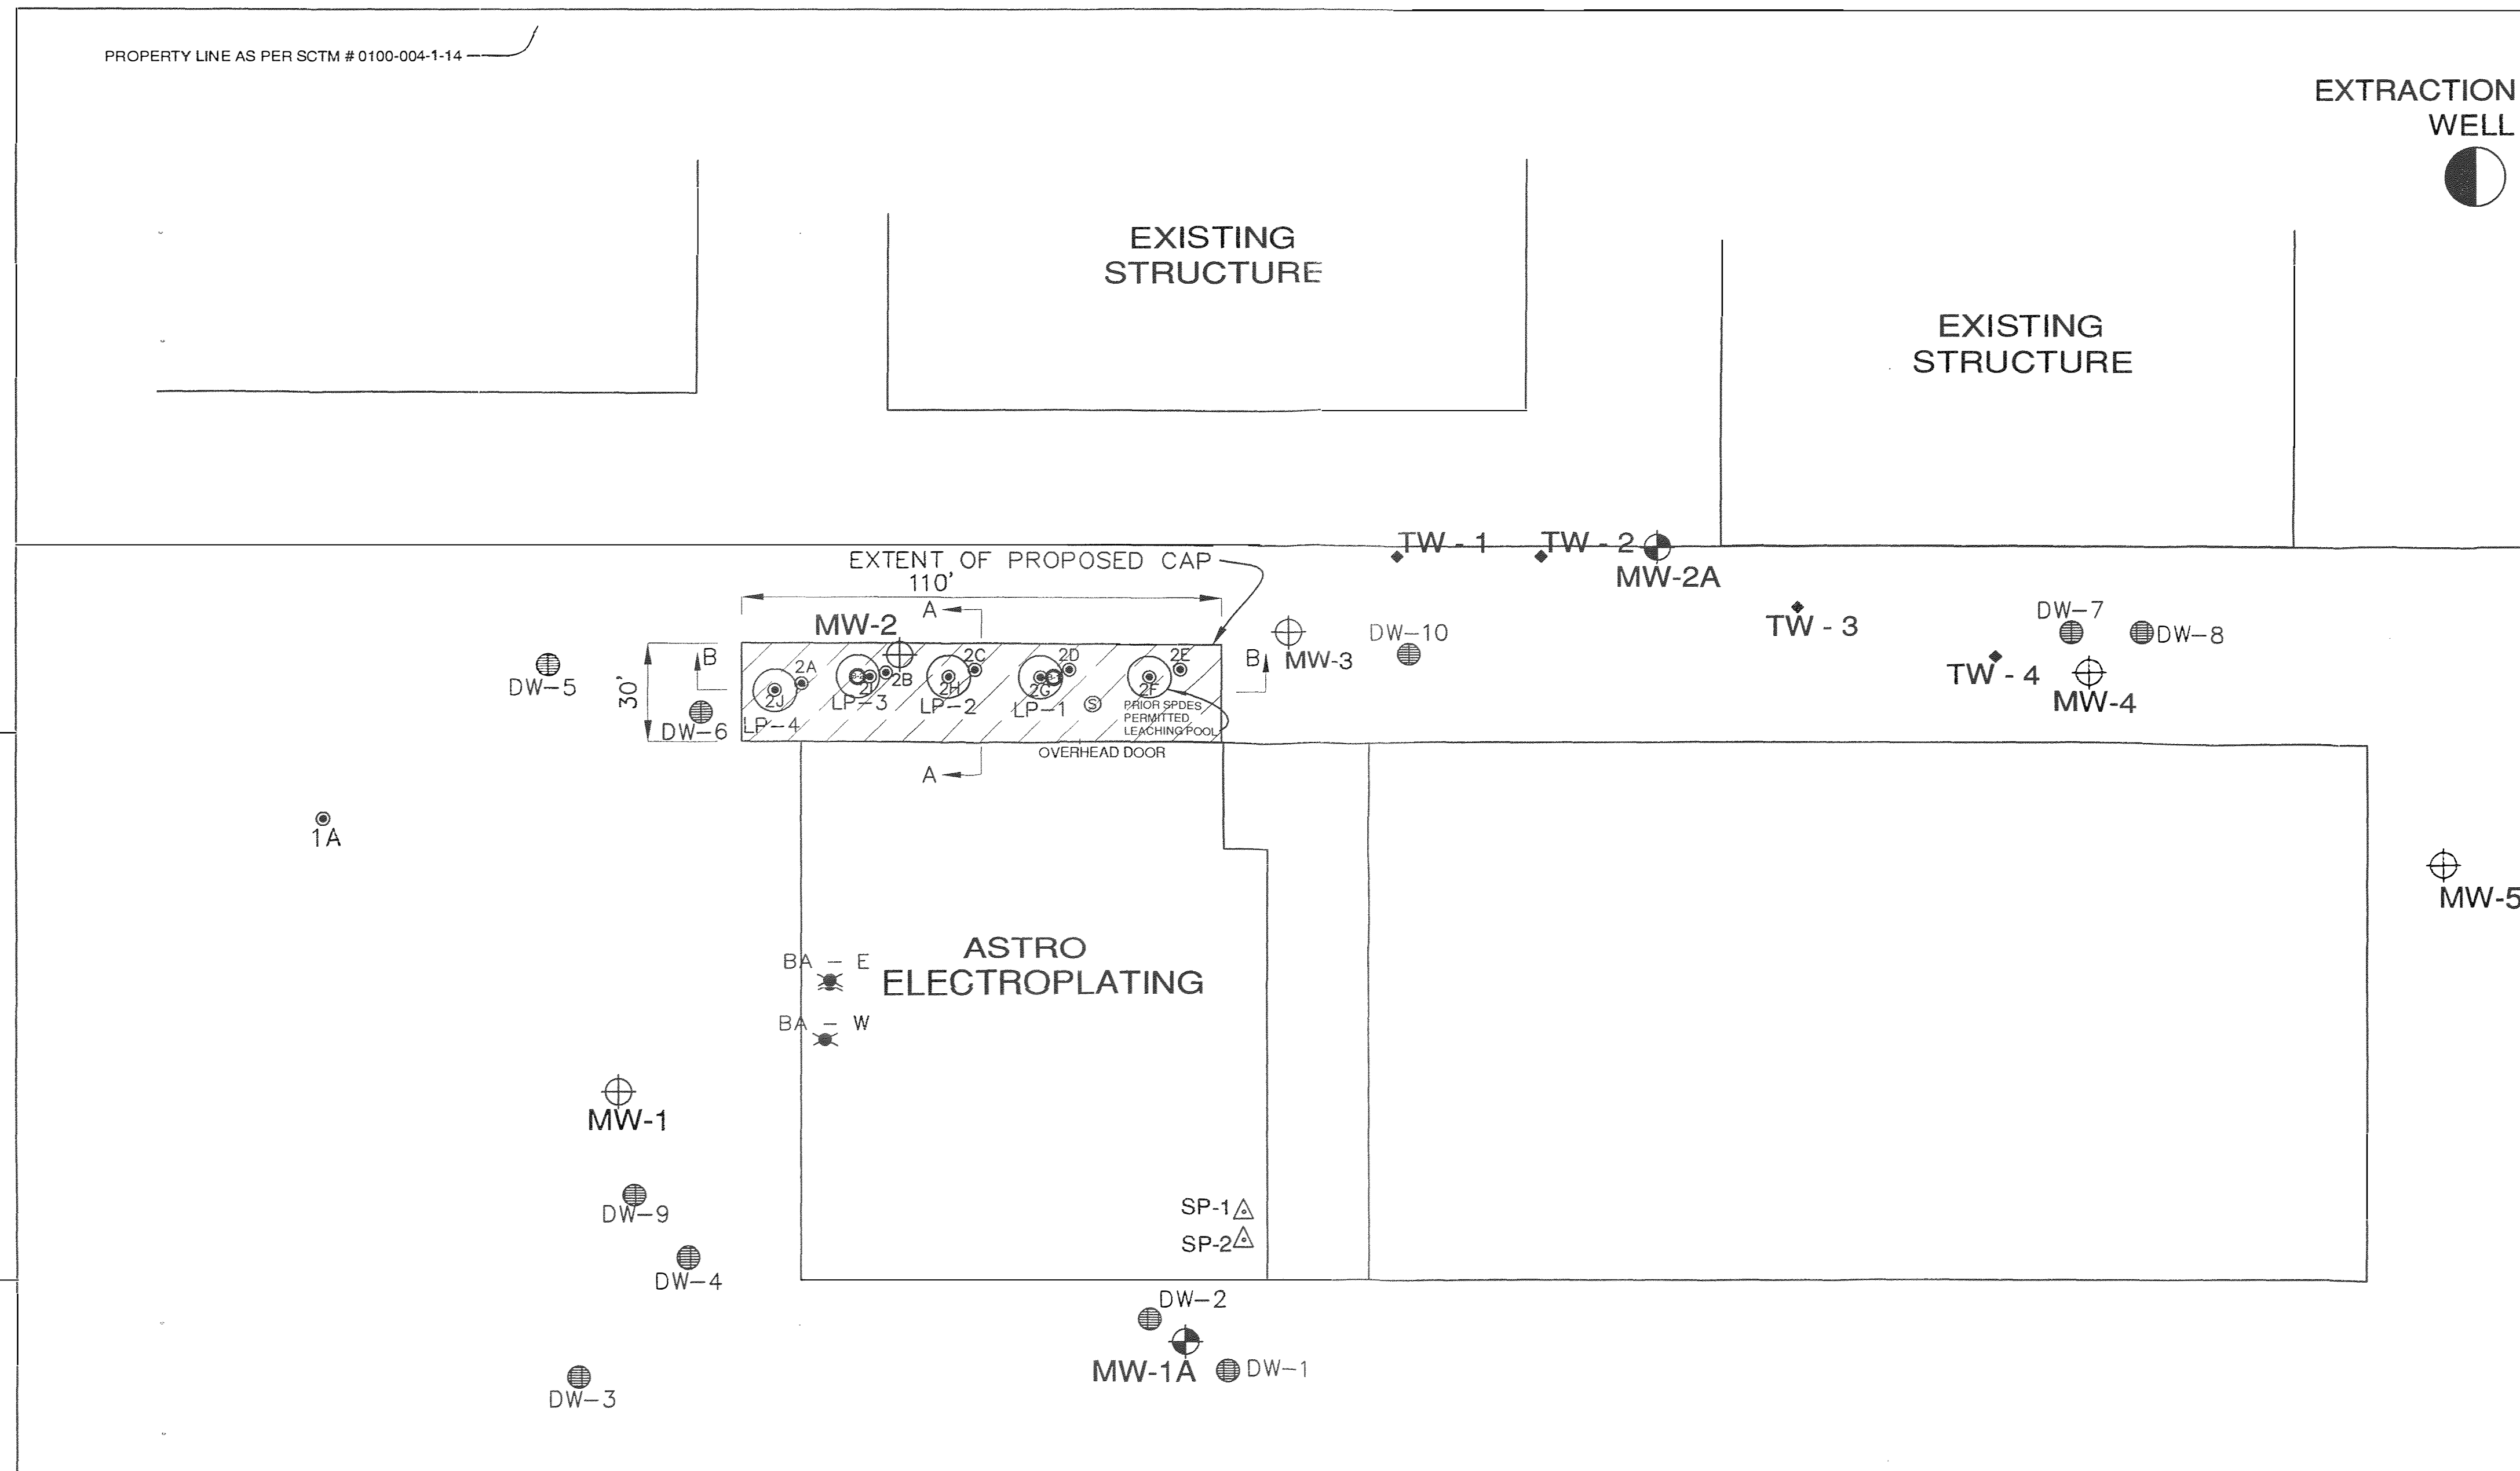 PROPERTY LINE AS PER SCTM # 0100-004-1-14
EXTRACTION
WELL
EXISTING
STRUCTURE
EXISTING
STRUCTURE
TW - 1
TW - 2
MW-2A
EXTENT OF PROPOSED CAP
110'
A
MW-2
TW - 3
DW-7
DW-8
DW-10
MW-3
B
B
DW-5
30'
2A
2B
2C
2D
2E
2J
2I
2H
2G
2F
LP-4
LP-3
LP-2
LP-1
S
PRIOR SPDES
PERMITTED
LEACHING POOL
TW - 4
MW-4
DW-6
OVERHEAD DOOR
A
1A
MW-5
ASTRO
ELECTROPLATING
BA - E
BA - W
MW-1
SP-1
SP-2
DW-9
DW-4
DW-2
MW-1A
DW-1
DW-3